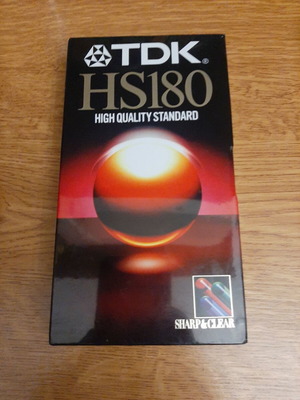 TDK®
HS180
HIGH QUALITY STANDARD
SHARP&CLEAR